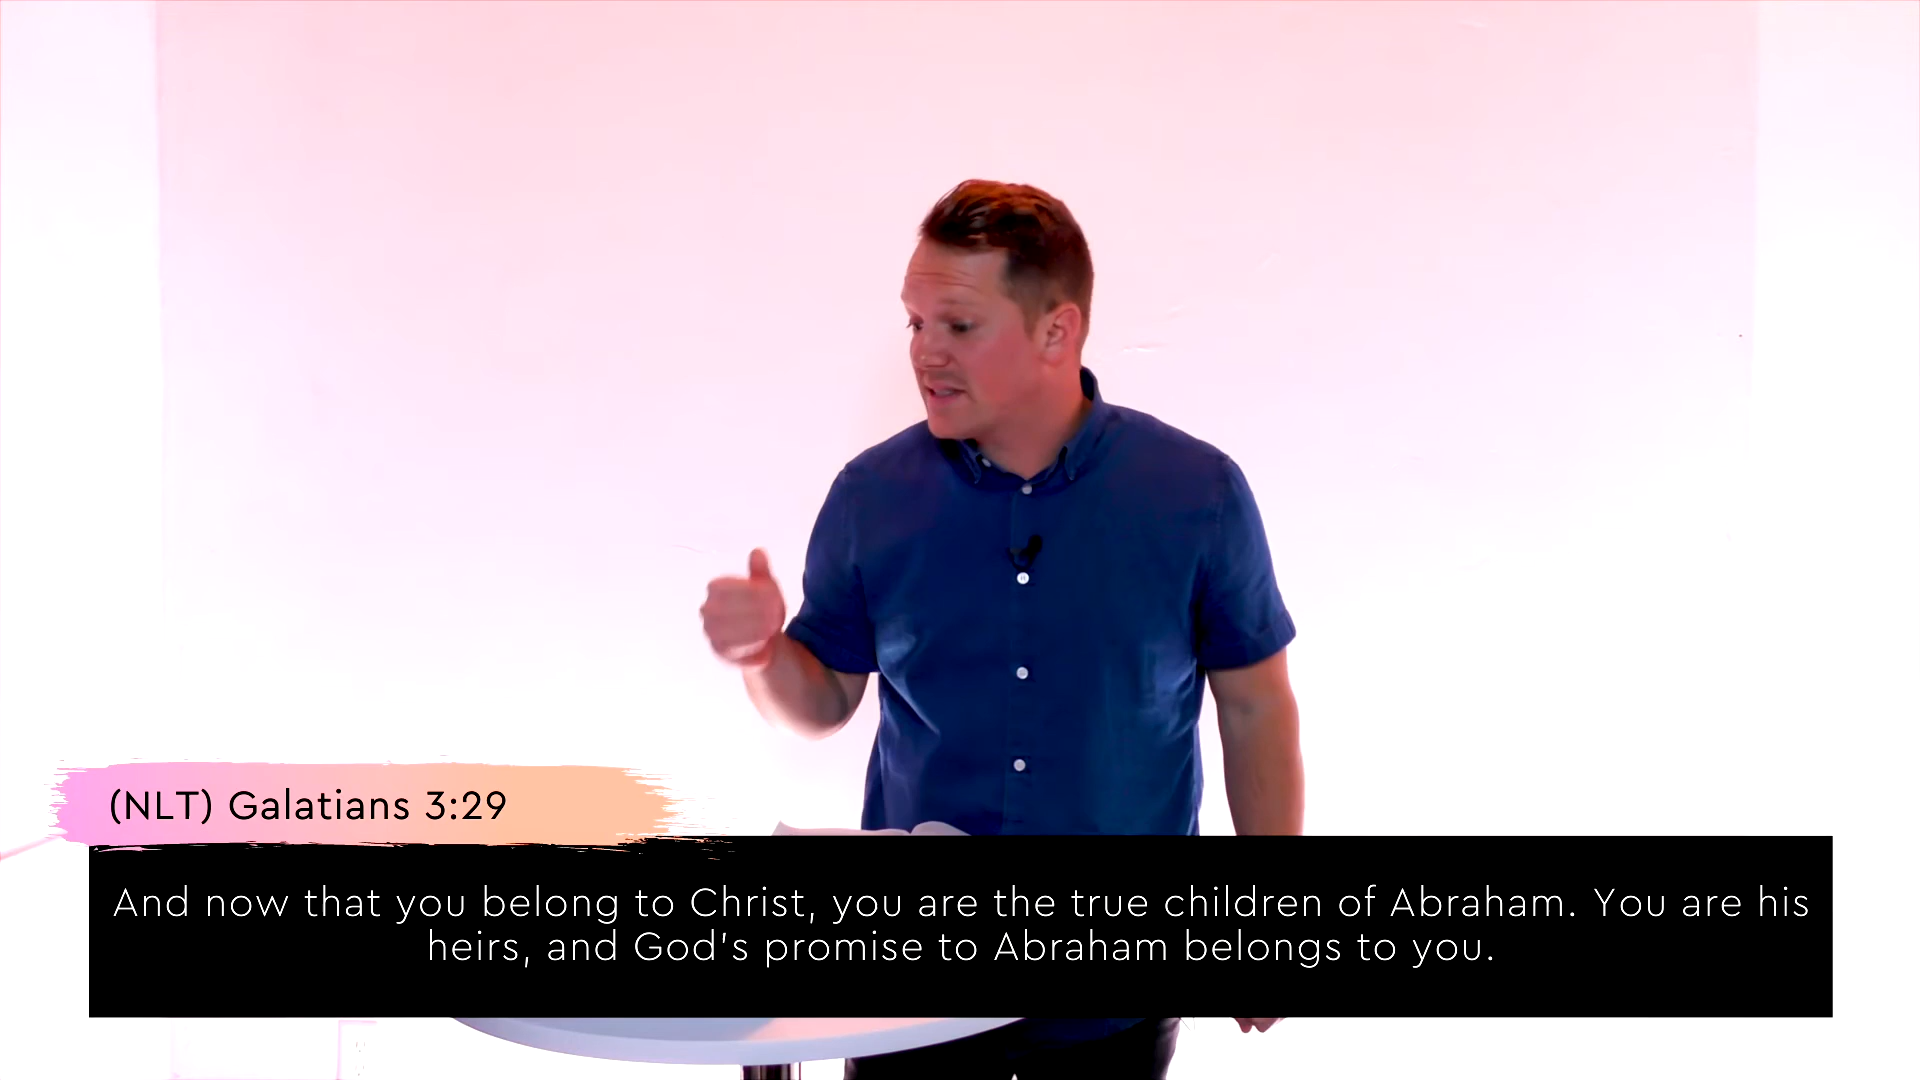 (NLT) Galatians 3:29
And now that you belong to Christ, you are the true children of Abraham. You are his
heirs, and God's promise to Abraham belongs to you.